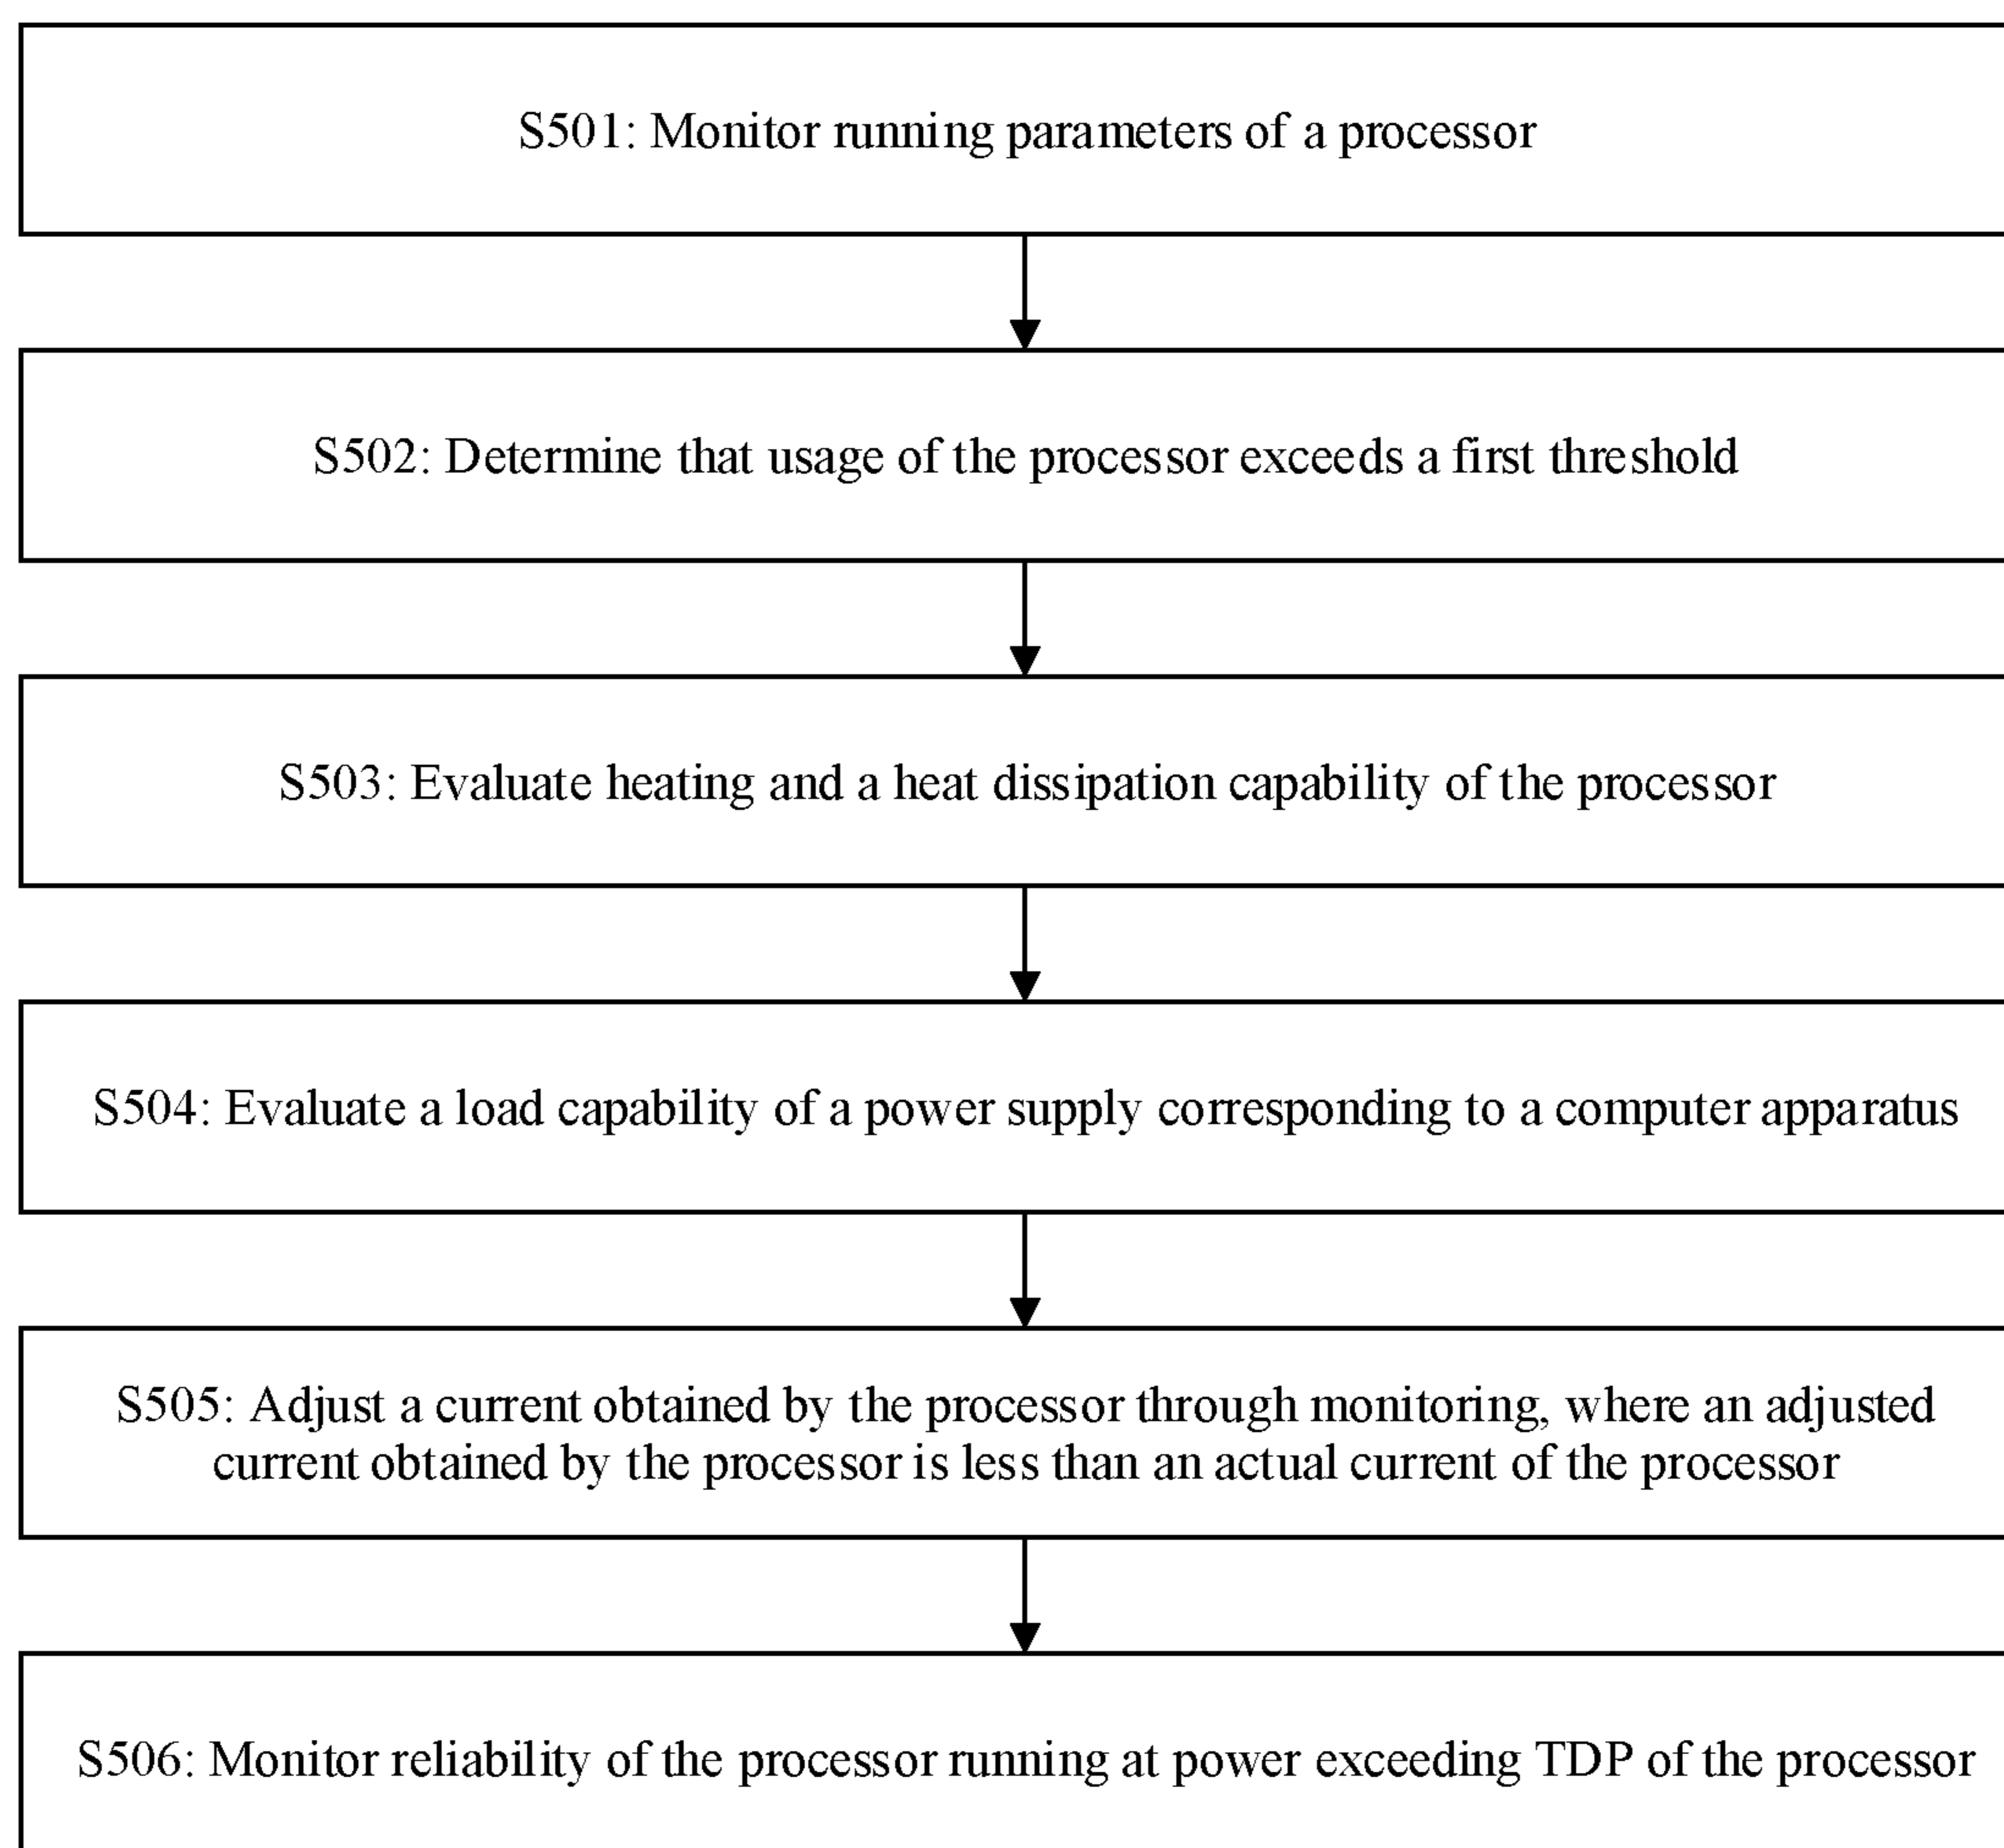 S501: Monitor running parameters of a processor
S502: Determine that usage of the processor exceeds a first threshold
S503: Evaluate heating and a heat dissipation capability of the processor
S504: Evaluate a load capability of a power supply corresponding to a computer apparatus
S505: Adjust a current obtained by the processor through monitoring, where an adjusted
current obtained by the processor is less than an actual current of the processor
S506: Monitor reliability of the processor running at power exceeding TDP of the processor